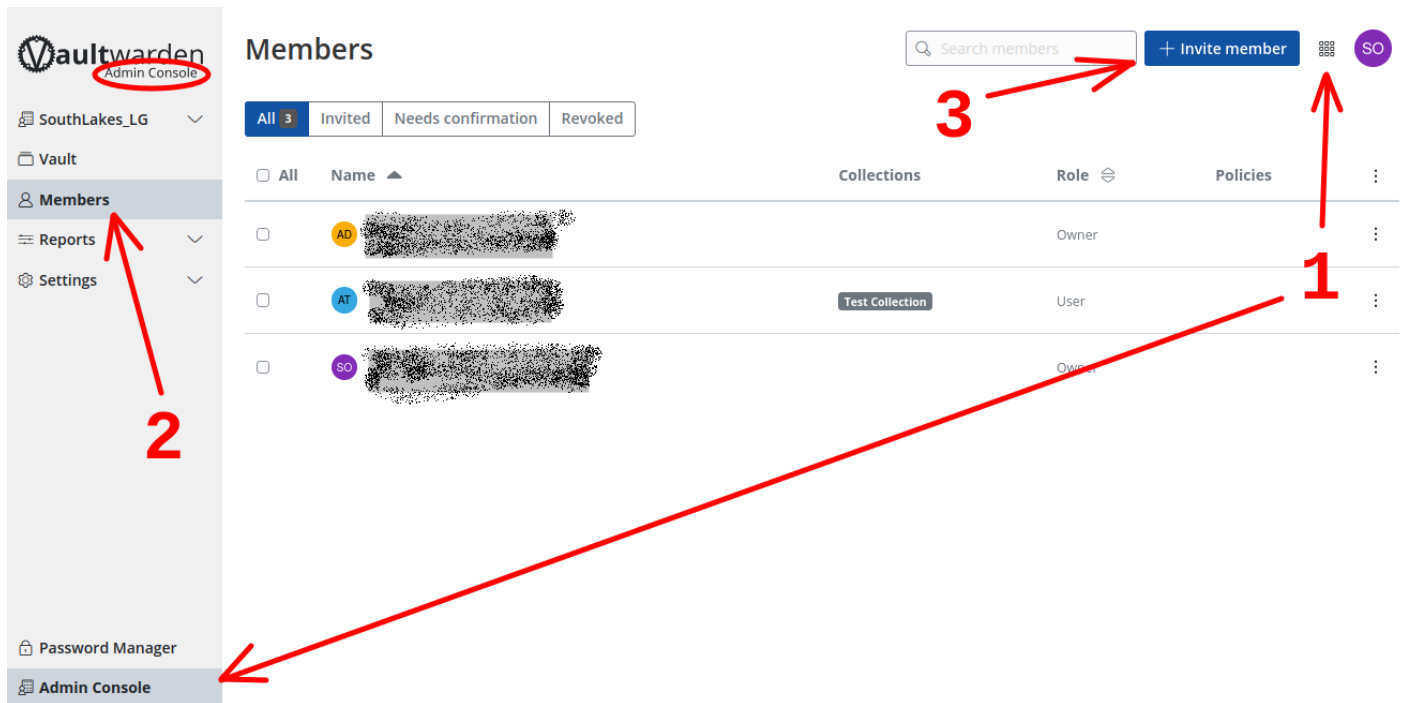 Vaultwarden
Admin Console
SouthLakes_LG
Vault
Members
Reports
Settings
Password Manager
Admin Console
Members
Search members
+ Invite member
SO
3
1
2
All 3
Invited
Needs confirmation
Revoked
All Name Collections Role Policies
AD Owner
AT Test Collection User
SO Owner